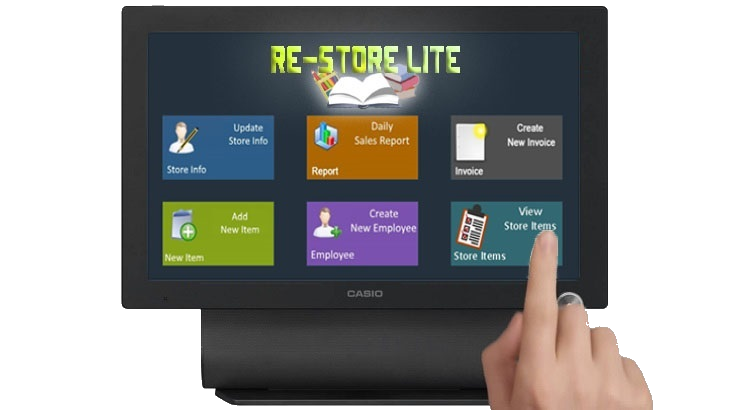 RE-STORE LITE
Update
Store Info
Store Info
Daily
Sales Report
Report
Create
New Invoice
Invoice
Add
New Item
New Item
Create
New Employee
Employee
View
Store Items
Store Items
CASIO